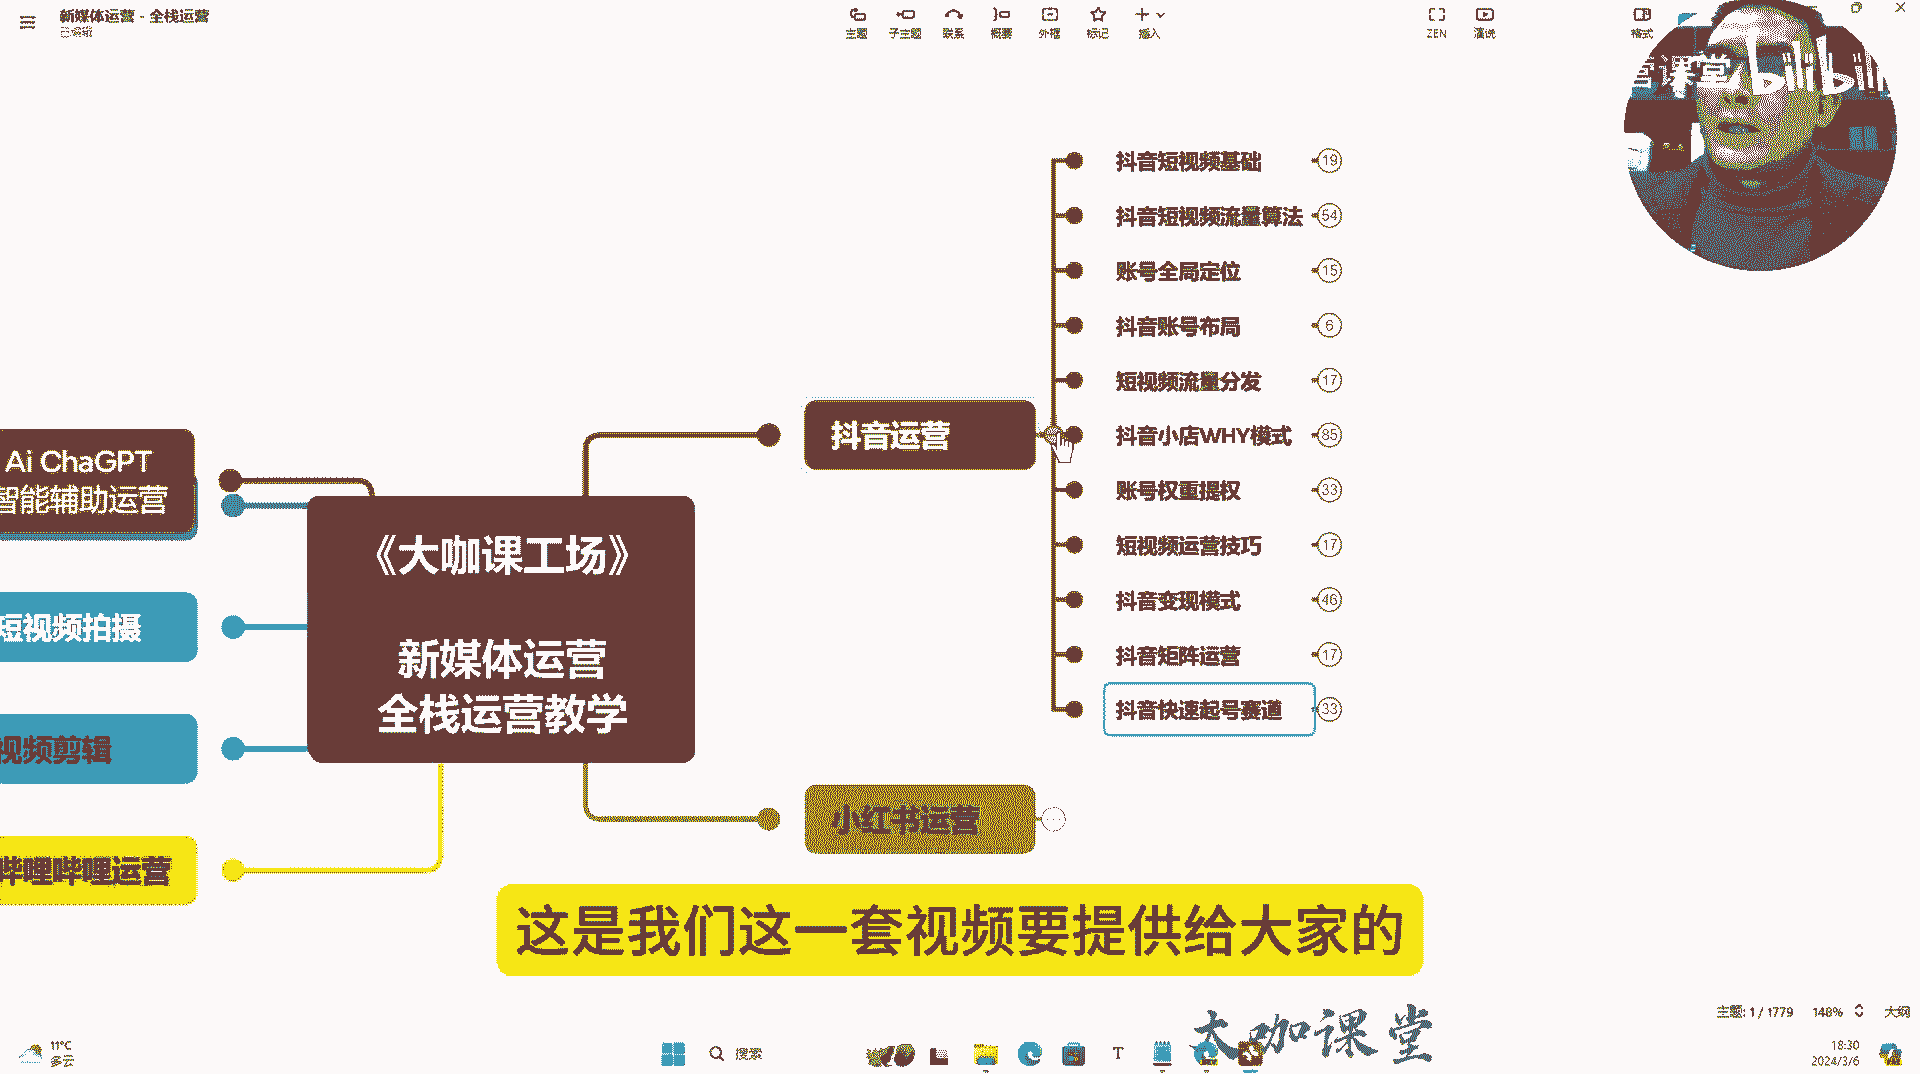 新媒体运营 - 全栈运营
已编辑
主题
子主题
联系
概要
外框
标记
插入
ZEN
演说
格式
营课堂
bilibili
抖音短视频基础 19
抖音短视频流量算法 54
账号全局定位 15
抖音账号布局 6
短视频流量分发 17
抖音运营
抖音小店WHY模式 85
账号权重提权 33
短视频运营技巧 17
抖音变现模式 46
抖音矩阵运营 17
抖音快速起号赛道 33
Ai ChaGPT
智能辅助运营
短视频拍摄
视频剪辑
哔哩哔哩运营
《大咖课工场》
新媒体运营
全栈运营教学
小红书运营
这是我们这一套视频要提供给大家的
大咖课堂
主题: 1 / 1779
148%
大纲
11°C
多云
搜索
18:30
2024/3/6